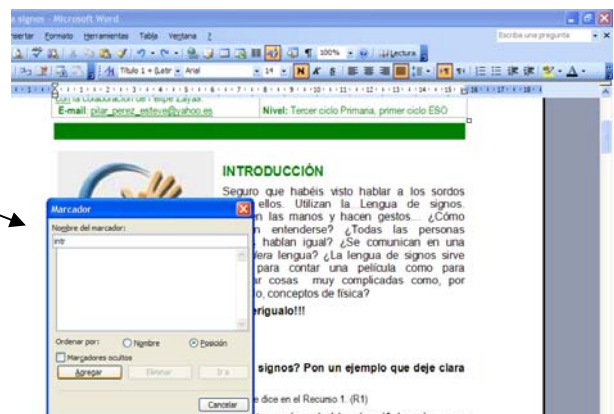 a signos - Microsoft Word
nsertar Formato Herramientas Tabla Ventana ?
Escriba una pregunta
100% Lectura
Título 1 + (Latir Arial 14 N K S
con la colaboración de Felipe Zayas.
E-mail: pilar_perez_esteve@yahoo.es
Nivel: Tercer ciclo Primaria, primer ciclo ESO
INTRODUCCIÓN
Seguro que habéis visto hablar a los sordos
ellos. Utilizan la Lengua de signos.
en las manos y hacen gestos... ¿Cómo
entenderse? ¿Todas las personas
hablan igual? ¿Se comunican en una
lengua? ¿La lengua de signos sirve
para contar una película como para
cosas muy complicadas como, por
o, conceptos de física?
erigualo!!!
signos? Pon un ejemplo que deje clara
e dice en el Recurso 1. (R1)
Marcador
Nombre del marcador:
intr
Ordenar por: Nombre Posición
Marcadores ocultos
Agregar Eliminar Ir a
Cancelar